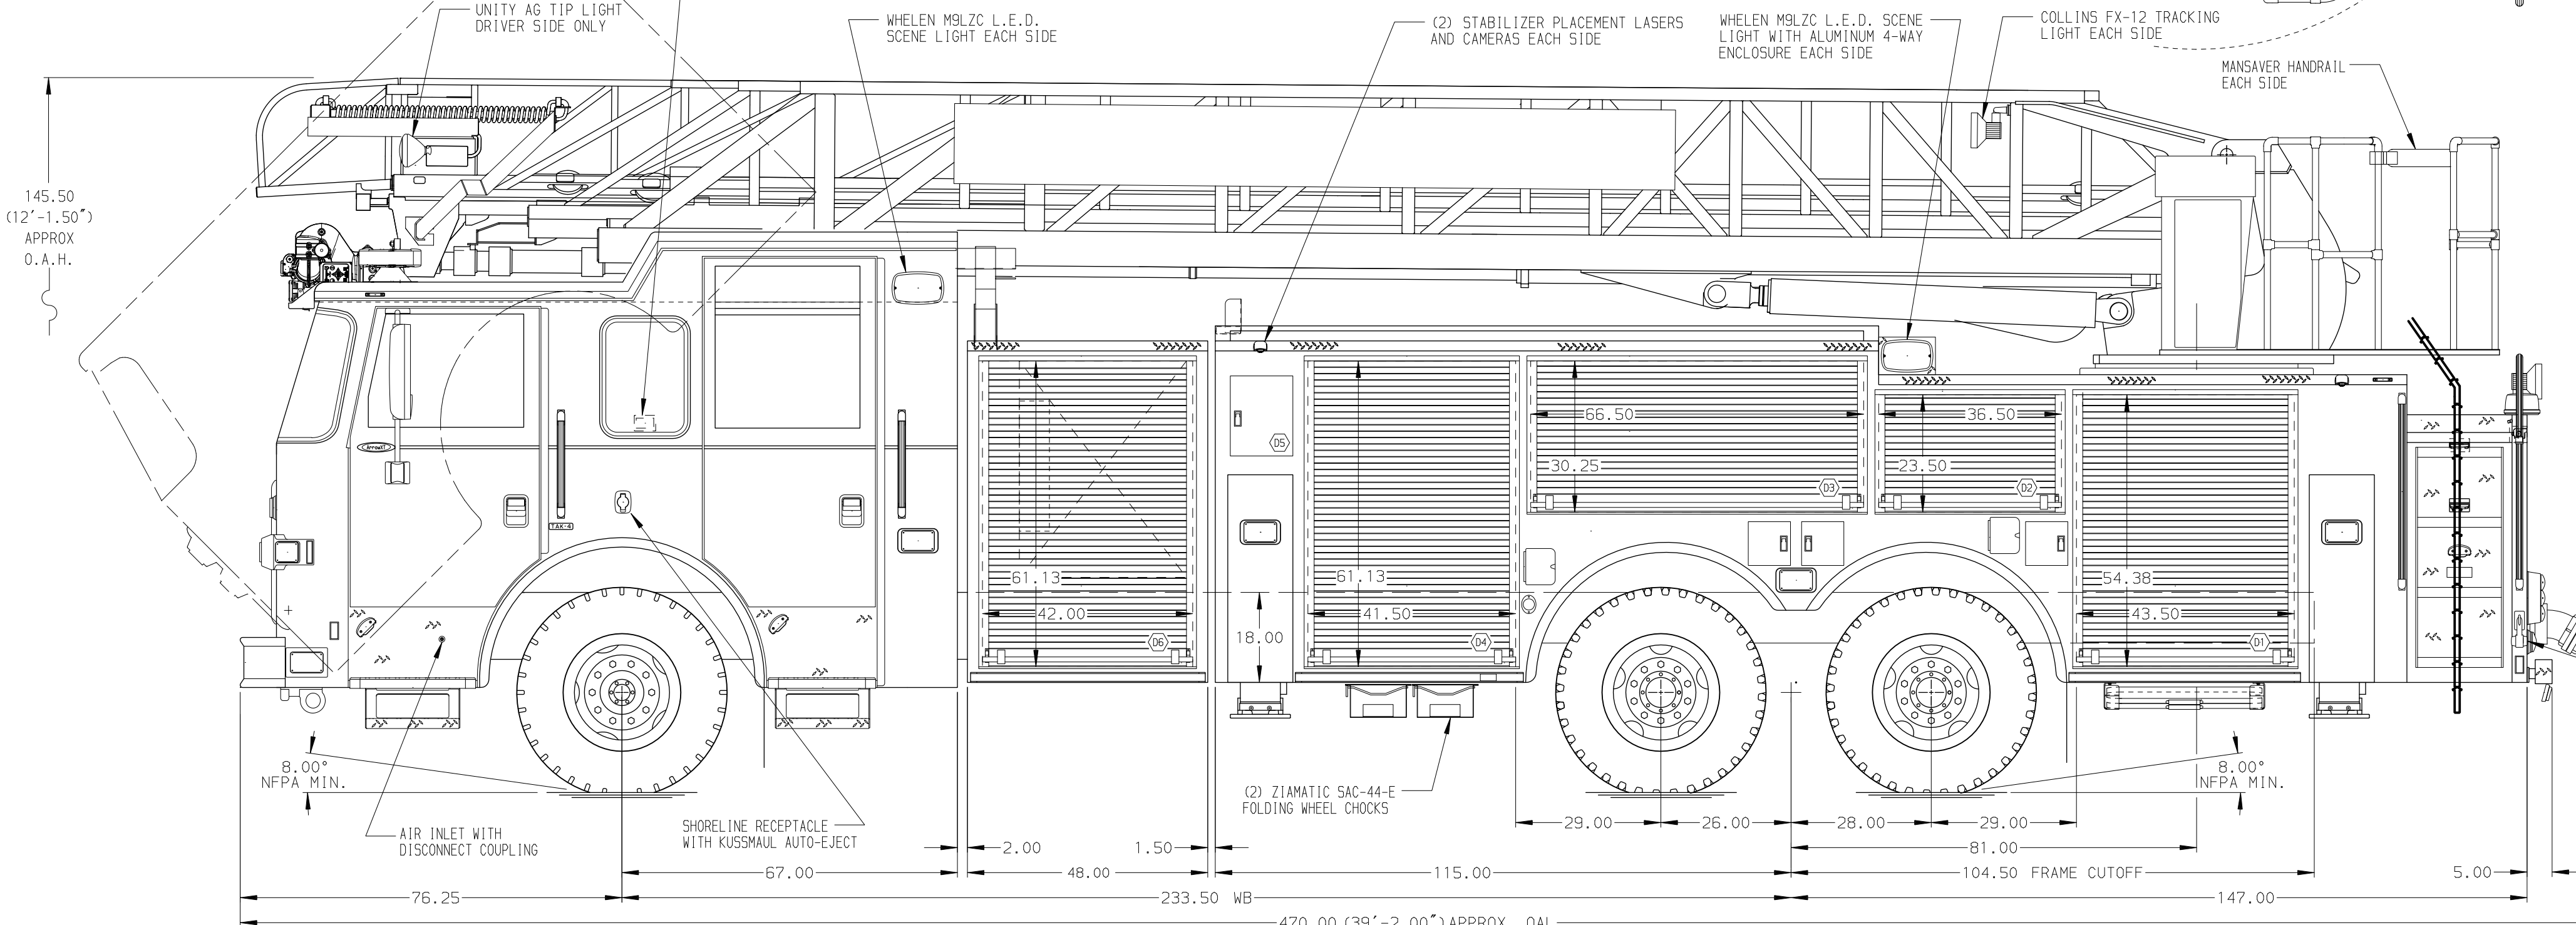 UNITY AG TIP LIGHT
DRIVER SIDE ONLY
WHELEN M9LZC L.E.D.
SCENE LIGHT EACH SIDE
(2) STABILIZER PLACEMENT LASERS
AND CAMERAS EACH SIDE
WHELEN M9LZC L.E.D. SCENE
LIGHT WITH ALUMINUM 4-WAY
ENCLOSURE EACH SIDE
COLLINS FX-12 TRACKING
LIGHT EACH SIDE
MANSAVER HANDRAIL
EACH SIDE
145.50
(12'-1.50")
APPROX
O.A.H.
66.50
36.50
D5
30.25
23.50
D3
D2
TAK-4
61.13
61.13
54.38
42.00
41.50
43.50
18.00
D6
D4
D1
8.00°
NFPA MIN.
8.00°
NFPA MIN.
(2) ZIAMATIC SAC-44-E
FOLDING WHEEL CHOCKS
AIR INLET WITH
DISCONNECT COUPLING
SHORELINE RECEPTACLE
WITH KUSSMAUL AUTO-EJECT
29.00
26.00
28.00
29.00
2.00
1.50
81.00
67.00
48.00
115.00
104.50 FRAME CUTOFF
5.00
76.25
233.50 WB
147.00
470.00 (39'-2.00") APPROX. OAL